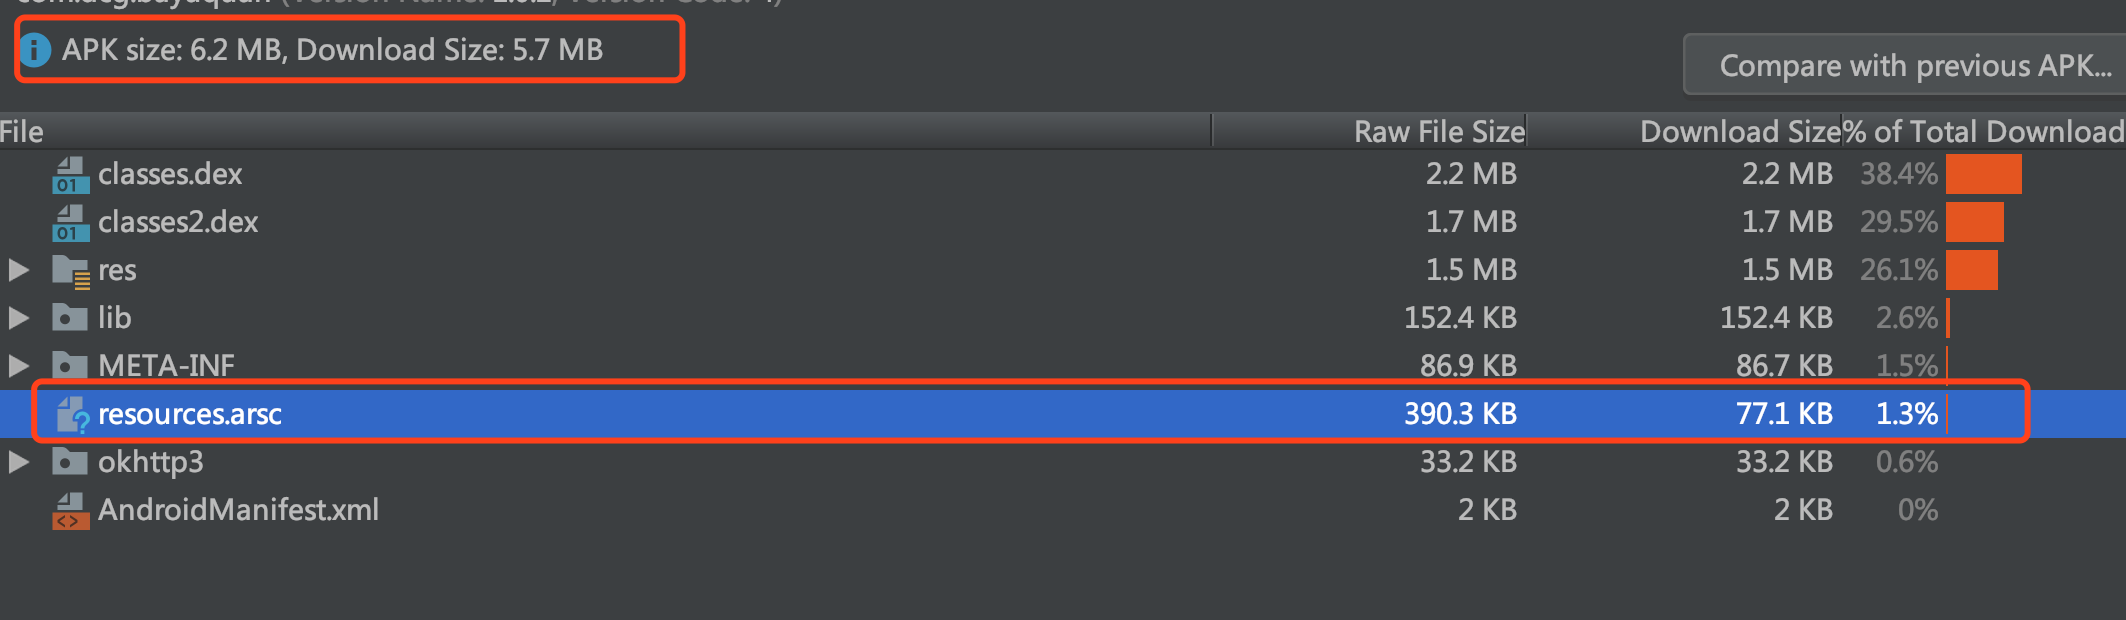 APK size: 6.2 MB, Download Size: 5.7 MB
Compare with previous APK...
File Raw File Size Download Size % of Total Download
classes.dex 2.2 MB 2.2 MB 38.4%
classes2.dex 1.7 MB 1.7 MB 29.5%
res 1.5 MB 1.5 MB 26.1%
lib 152.4 KB 152.4 KB 2.6%
META-INF 86.9 KB 86.7 KB 1.5%
resources.arsc 390.3 KB 77.1 KB 1.3%
okhttp3 33.2 KB 33.2 KB 0.6%
AndroidManifest.xml 2 KB 2 KB 0%